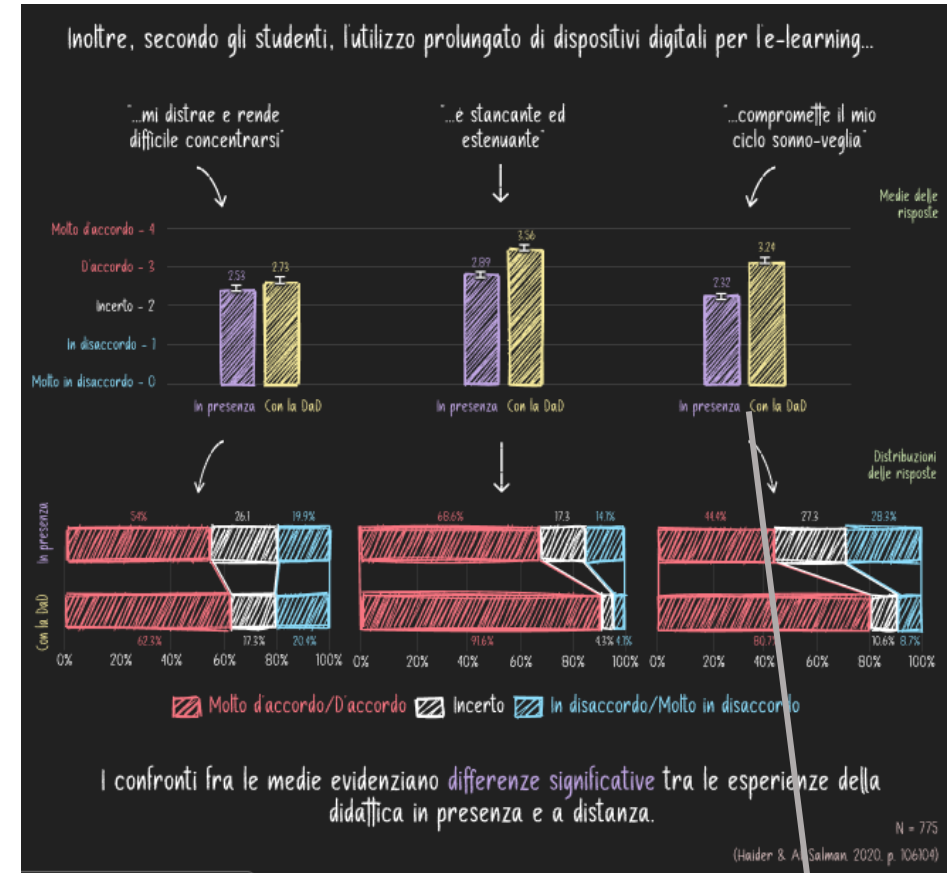 Inoltre, secondo gli studenti, l'utilizzo prolungato di dispositivi digitali per l'e-learning...
"...mi distrae e rende
difficile concentrarsi"
"...è stancante ed
estenuante"
"...compromette il mio
ciclo sonno-veglia"
Medie delle
risposte
Molto d'accordo - 4
D'accordo - 3
Incerto - 2
In disaccordo - 1
Molto in disaccordo - 0
2.53 2.73
2.89 3.56
2.32 3.24
In presenza Con la DaD
In presenza Con la DaD
In presenza Con la DaD
Distribuzioni
delle risposte
In presenza
54% 26.1 19.9%
68.6% 17.3 14.1%
44.4% 27.3 28.3%
Con la DaD
62.3% 17.3% 20.4%
91.6% 4.3% 4.1%
80.7% 10.6% 8.7%
0% 20% 40% 60% 80% 100%
0% 20% 40% 60% 80% 100%
0% 20% 40% 60% 80% 100%
Molto d'accordo/D'accordo Incerto In disaccordo/Molto in disaccordo
I confronti fra le medie evidenziano differenze significative tra le esperienze della
didattica in presenza e a distanza.
N = 775
(Haider & Al Salman, 2020, p. 106104)